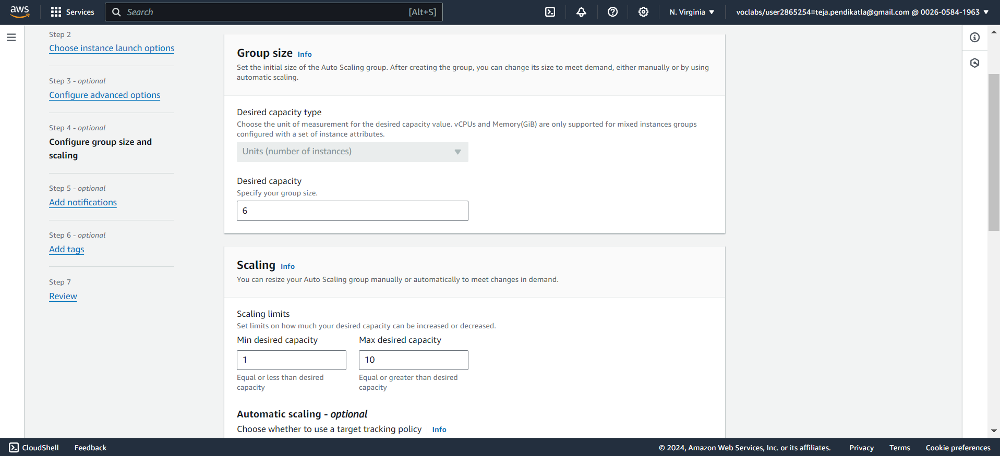 aws
Services
Search
[Alt+S]
N. Virginia
voclabs/user2865254=teja.pendikatla@gmail.com @ 0026-0584-1963
Step 2
Choose instance launch options
Step 3 - optional
Configure advanced options
Step 4 - optional
Configure group size and
scaling
Step 5 - optional
Add notifications
Step 6 - optional
Add tags
Step 7
Review
Group size Info
Set the initial size of the Auto Scaling group. After creating the group, you can change its size to meet demand, either manually or by using
automatic scaling.
Desired capacity type
Choose the unit of measurement for the desired capacity value. vCPUs and Memory(GiB) are only supported for mixed instances groups
configured with a set of instance attributes.
Units (number of instances)
Desired capacity
Specify your group size.
6
Scaling Info
You can resize your Auto Scaling group manually or automatically to meet changes in demand.
Scaling limits
Set limits on how much your desired capacity can be increased or decreased.
Min desired capacity
1
Equal or less than desired
capacity
Max desired capacity
10
Equal or greater than desired
capacity
Automatic scaling - optional
Choose whether to use a target tracking policy Info
CloudShell
Feedback
© 2024, Amazon Web Services, Inc. or its affiliates.
Privacy
Terms
Cookie preferences